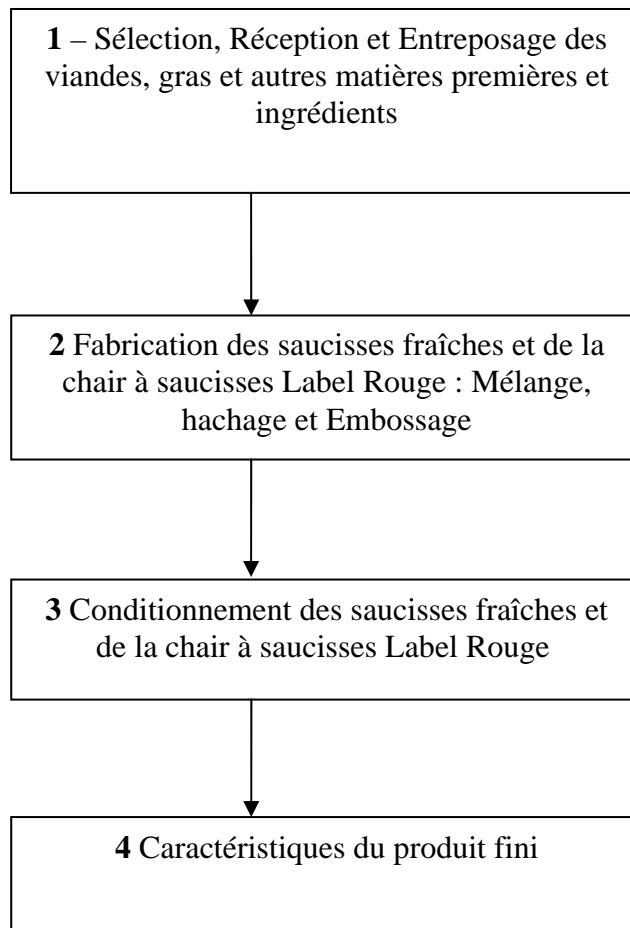 1 – Sélection, Réception et Entreposage des
viandes, gras et autres matières premières et
ingrédients
2 Fabrication des saucisses fraîches et de la
chair à saucisses Label Rouge : Mélange,
hachage et Embossage
3 Conditionnement des saucisses fraîches et
de la chair à saucisses Label Rouge
4 Caractéristiques du produit fini